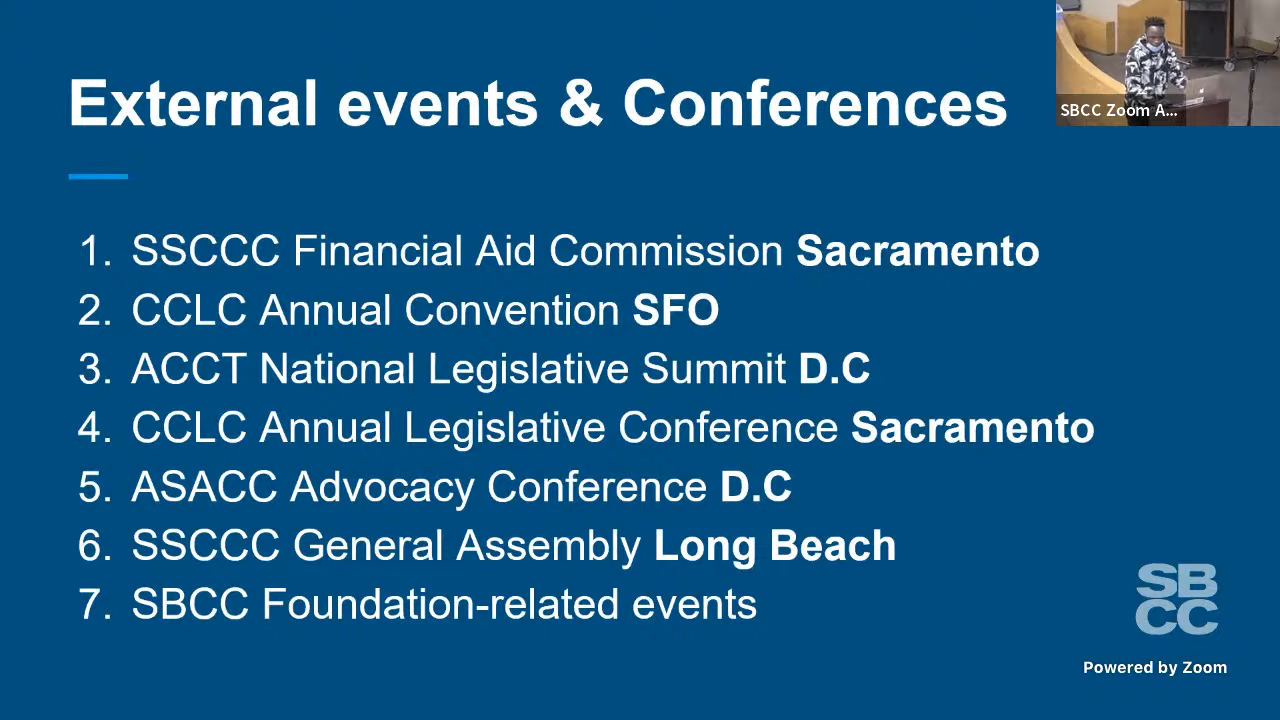 External events & Conferences
SBCC Zoom A...
1. SSCCC Financial Aid Commission Sacramento
2. CCLC Annual Convention SFO
3. ACCT National Legislative Summit D.C
4. CCLC Annual Legislative Conference Sacramento
5. ASACC Advocacy Conference D.C
6. SSCCC General Assembly Long Beach
7. SBCC Foundation-related events
SB
CC
Powered by Zoom